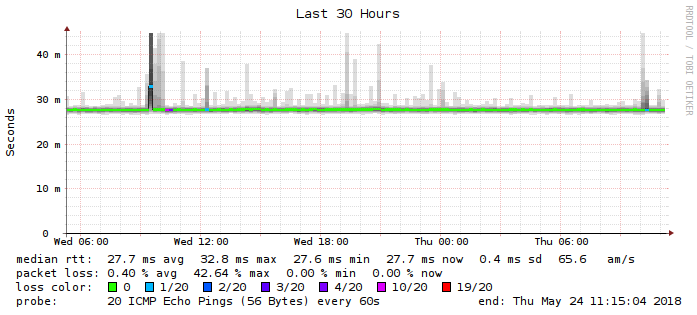 Last 30 Hours
RRDTOOL / TOBI OETIKER
Seconds
40 m
30 m
20 m
10 m
0
Wed 06:00 Wed 12:00 Wed 18:00 Thu 00:00 Thu 06:00
median rtt: 27.7 ms avg 32.8 ms max 27.6 ms min 27.7 ms now 0.4 ms sd 65.6 am/s
packet loss: 0.40 % avg 42.64 % max 0.00 % min 0.00 % now
loss color: 0 1/20 2/20 3/20 4/20 10/20 19/20
probe: 20 ICMP Echo Pings (56 Bytes) every 60s end: Thu May 24 11:15:04 2018